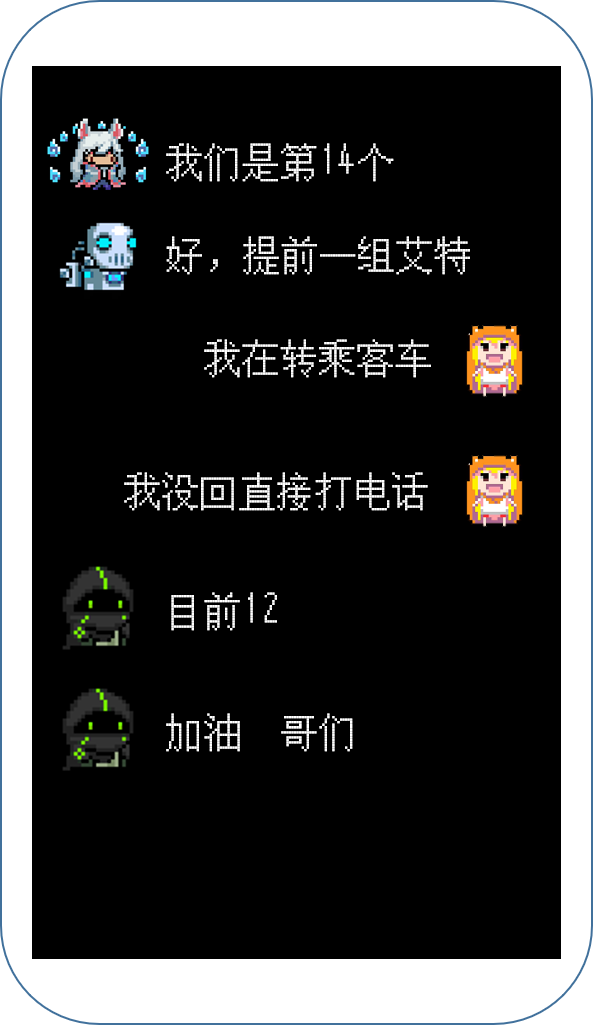 我们是第14个
好，提前一组艾特
我在转乘客车
我没回直接打电话
目前12
加油　哥们